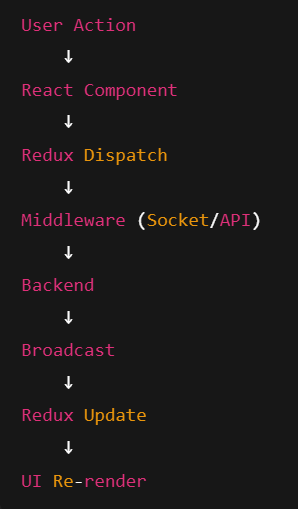 User Action
↓
React Component
↓
Redux Dispatch
↓
Middleware (Socket/API)
↓
Backend
↓
Broadcast
↓
Redux Update
↓
UI Re-render